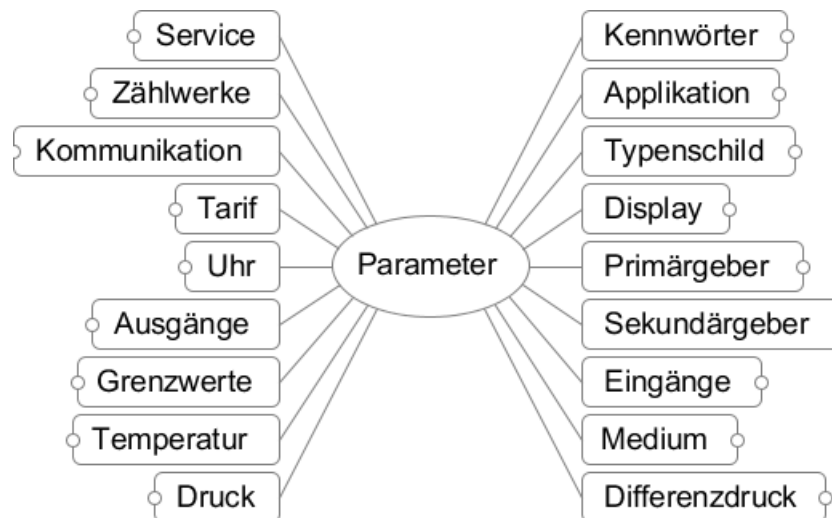 Service
Kennwörter
Zählwerke
Applikation
Kommunikation
Typenschild
Tarif
Display
Uhr
Parameter
Primärgeber
Ausgänge
Sekundärgeber
Grenzwerte
Eingänge
Temperatur
Medium
Druck
Differenzdruck